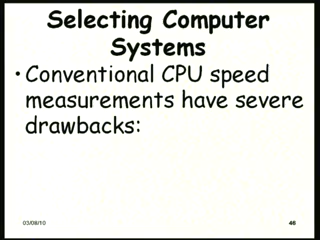 Selecting Computer
Systems
• Conventional CPU speed
measurements have severe
drawbacks:
03/08/10
46